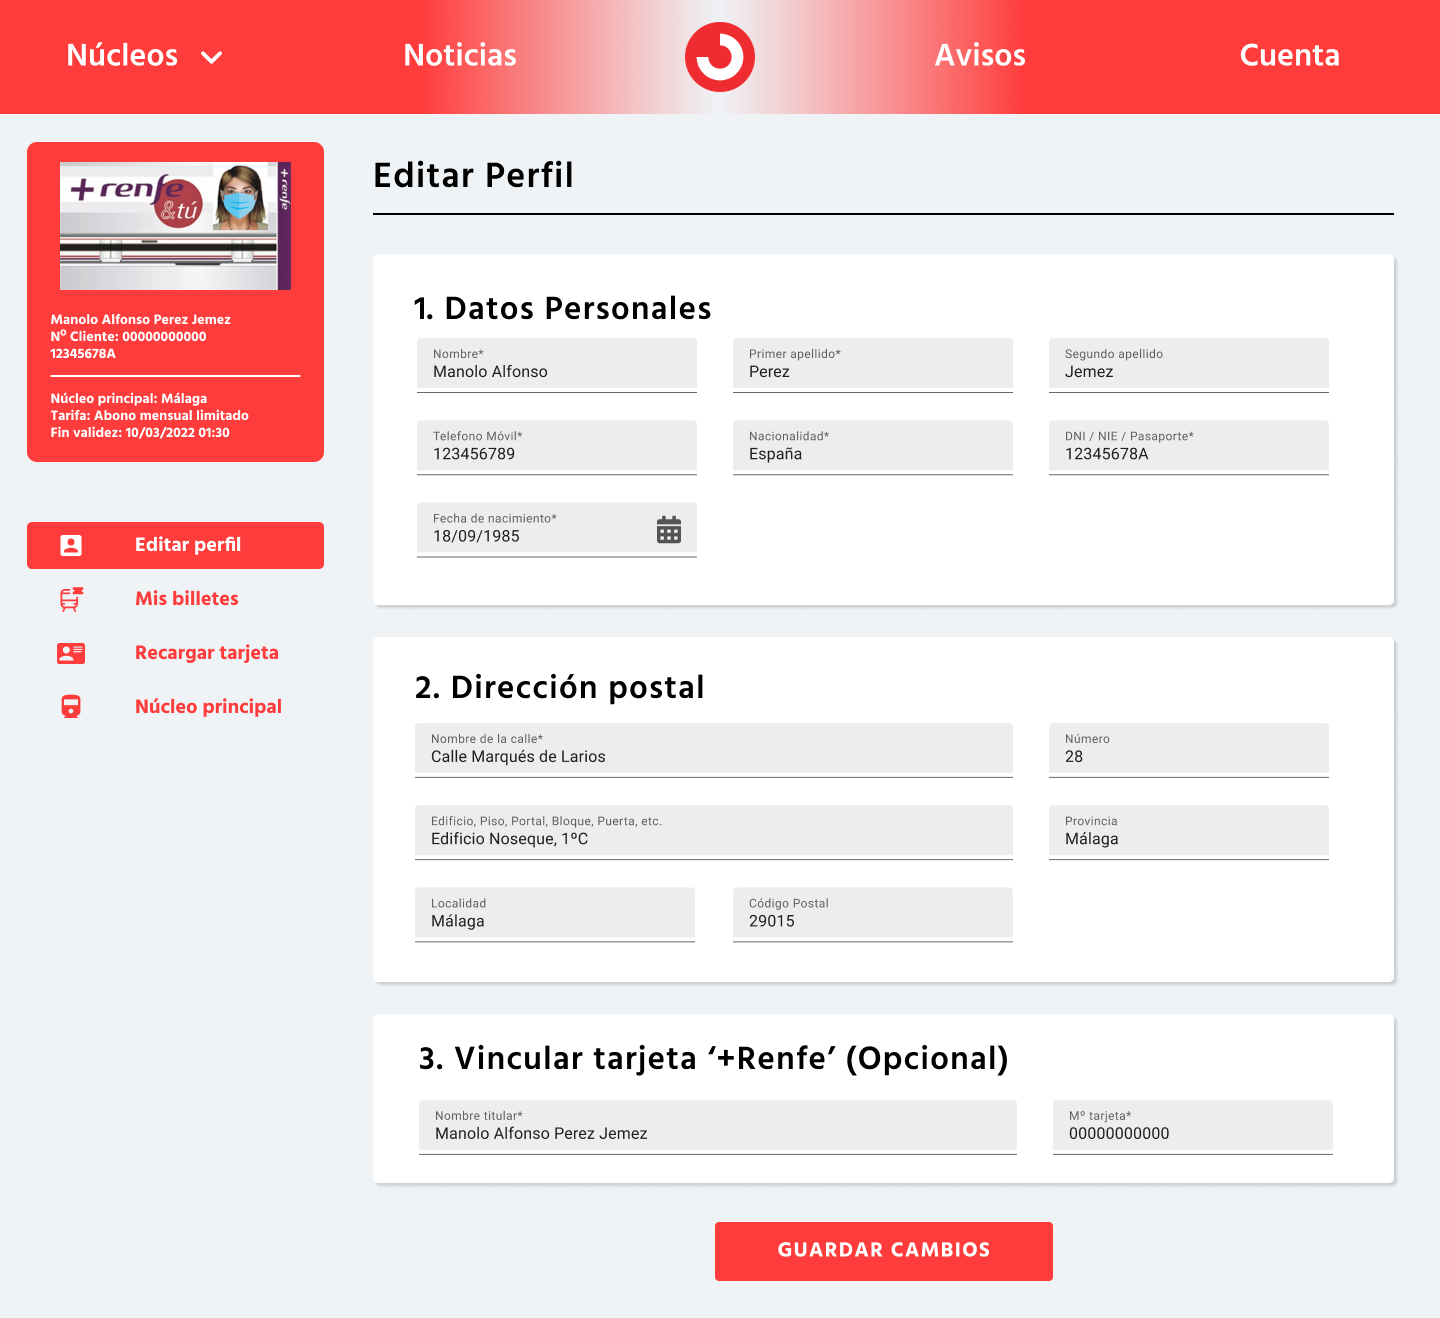 Núcleos
Noticias
Avisos
Cuenta
+renfe
&tú
+renfe
Manolo Alfonso Perez Jemez
Nº Cliente: 00000000000
12345678A
Núcleo principal: Málaga
Tarifa: Abono mensual limitado
Fin validez: 10/03/2022 01:30
Editar perfil
Mis billetes
Recargar tarjeta
Núcleo principal
Editar Perfil
1. Datos Personales
Nombre*
Manolo Alfonso
Primer apellido*
Perez
Segundo apellido
Jemez
Telefono Móvil*
123456789
Nacionalidad*
España
DNI / NIE / Pasaporte*
12345678A
Fecha de nacimiento*
18/09/1985
2. Dirección postal
Nombre de la calle*
Calle Marqués de Larios
Número
28
Edificio, Piso, Portal, Bloque, Puerta, etc.
Edificio Noseque, 1ºC
Provincia
Málaga
Localidad
Málaga
Código Postal
29015
3. Vincular tarjeta ‘+Renfe’ (Opcional)
Nombre titular*
Manolo Alfonso Perez Jemez
Mº tarjeta*
00000000000
GUARDAR CAMBIOS